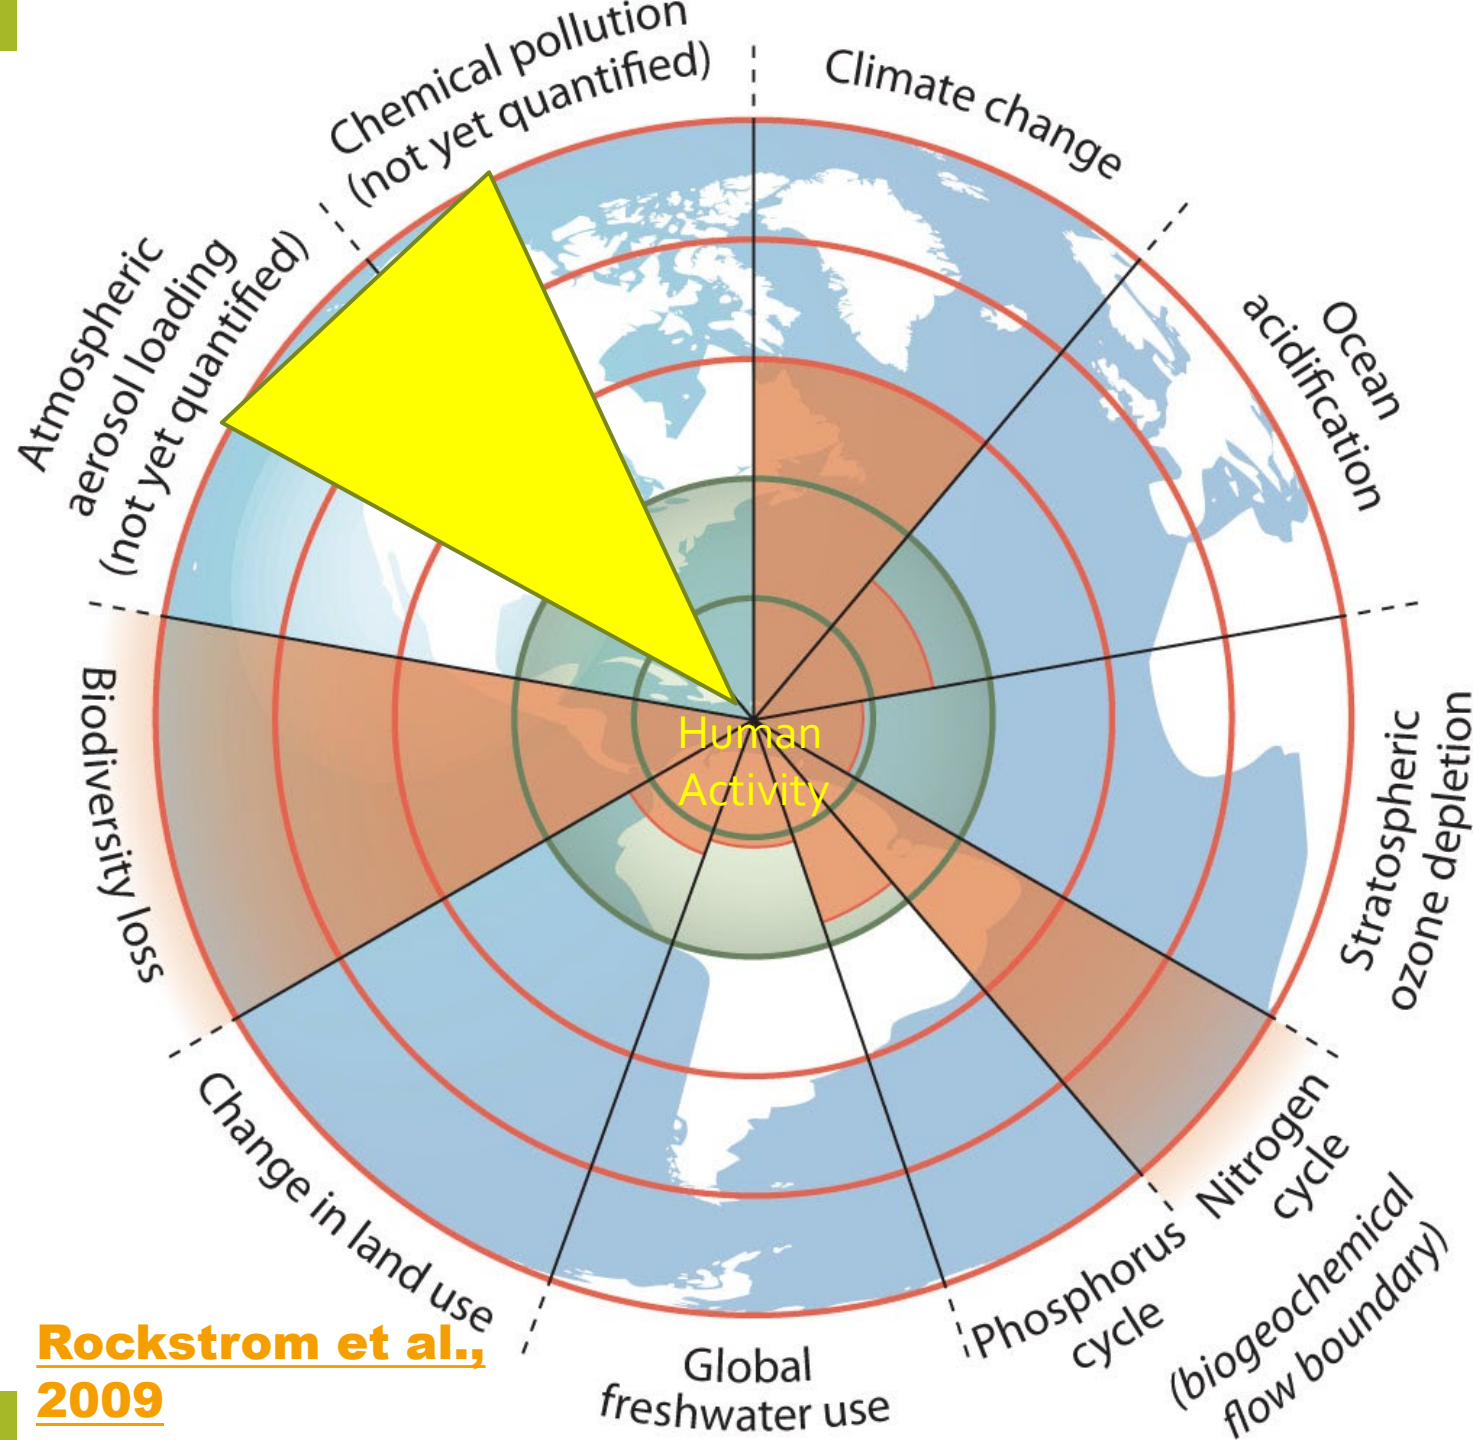 Chemical pollution
(not yet quantified)
Climate change
Ocean
acidification
Stratospheric
ozone depletion
Nitrogen
cycle
Phosphorus
cycle
(biogeochemical
flow boundary)
Global
freshwater use
Change in land use
Biodiversity loss
Atmospheric
aerosol loading
(not yet quantified)
Human
Activity
Rockstrom et al.,
2009